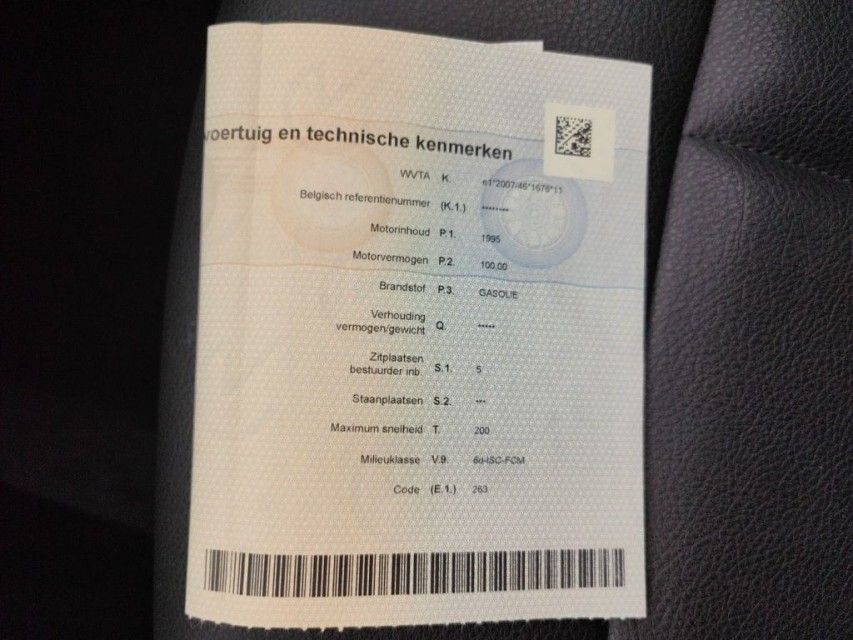 voertuig en technische kenmerken
WVTA K. e1*2007/46*1676*11
Belgisch referentienummer (K.1.) ********
Motorinhoud P.1. 1995
Motorvermogen P.2. 100,00
Brandstof P.3. GASOLIE
Verhouding
vermogen/gewicht Q. *****
Zitplaatsen
bestuurder inb. S.1. 5
Staanplaatsen S.2. ***
Maximum snelheid T. 200
Milieuklasse V.9. 6d-ISC-FCM
Code (E.1.) 263